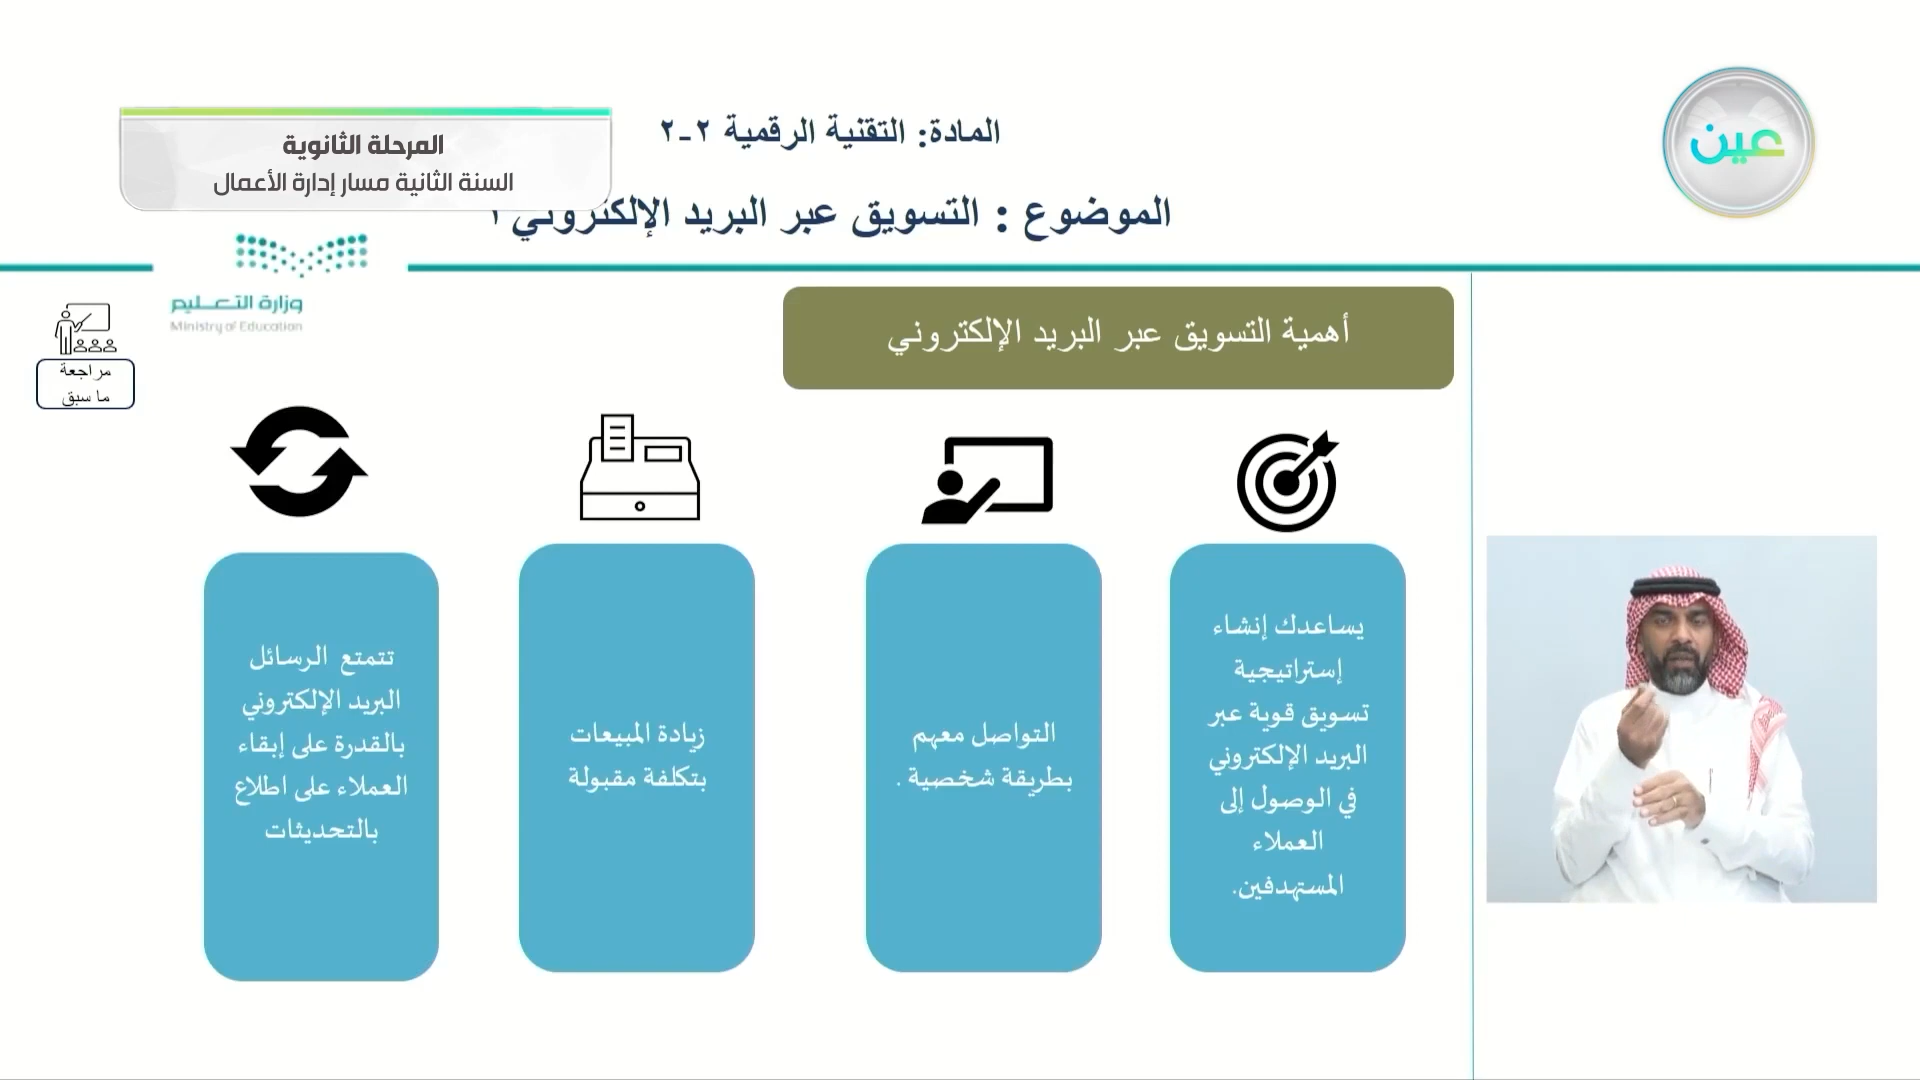 المادة: التقنية الرقمية ٢-٢
الموضوع : التسويق عبر البريد الإلكتروني ١
المرحلة الثانوية
السنة الثانية مسار إدارة الأعمال
عين
وزارة التعليم
Ministry of Education
مراجعة
ما سبق
أهمية التسويق عبر البريد الإلكتروني
يساعدك إنشاء
إستراتيجية
تسويق قوية عبر
البريد الإلكتروني
في الوصول إلى
العملاء
المستهدفين.
التواصل معهم
بطريقة شخصية .
زيادة المبيعات
بتكلفة مقبولة
تتمتع الرسائل
البريد الإلكتروني
بالقدرة على إبقاء
العملاء على اطلاع
بالتحديثات